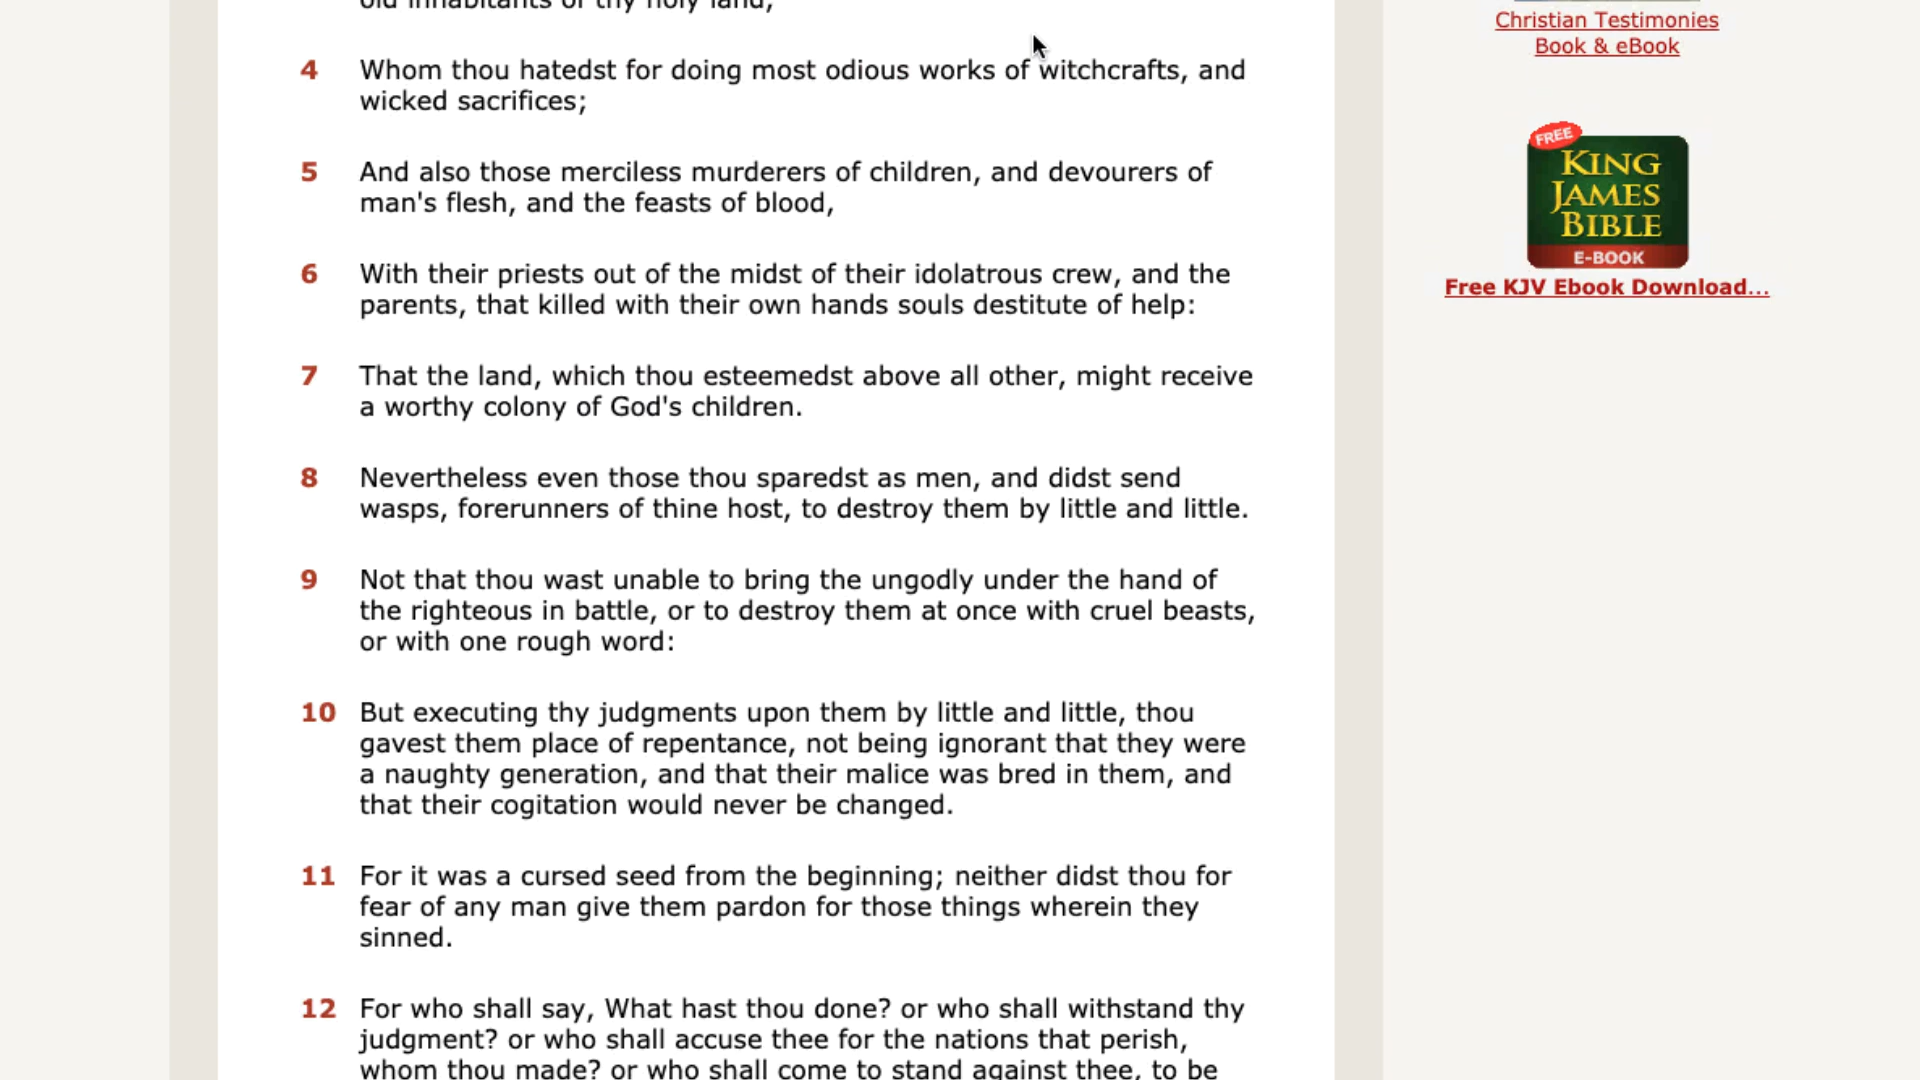 old inhabitants of thy holy land,
4 Whom thou hatedst for doing most odious works of witchcrafts, and
wicked sacrifices;
5 And also those merciless murderers of children, and devourers of
man's flesh, and the feasts of blood,
6 With their priests out of the midst of their idolatrous crew, and the
parents, that killed with their own hands souls destitute of help:
7 That the land, which thou esteemedst above all other, might receive
a worthy colony of God's children.
8 Nevertheless even those thou sparedst as men, and didst send
wasps, forerunners of thine host, to destroy them by little and little.
9 Not that thou wast unable to bring the ungodly under the hand of
the righteous in battle, or to destroy them at once with cruel beasts,
or with one rough word:
10 But executing thy judgments upon them by little and little, thou
gavest them place of repentance, not being ignorant that they were
a naughty generation, and that their malice was bred in them, and
that their cogitation would never be changed.
11 For it was a cursed seed from the beginning; neither didst thou for
fear of any man give them pardon for those things wherein they
sinned.
12 For who shall say, What hast thou done? or who shall withstand thy
judgment? or who shall accuse thee for the nations that perish,
whom thou made? or who shall come to stand against thee, to be
Christian Testimonies
Book & eBook
FREE
KING
JAMES
BIBLE
E-BOOK
Free KJV Ebook Download...